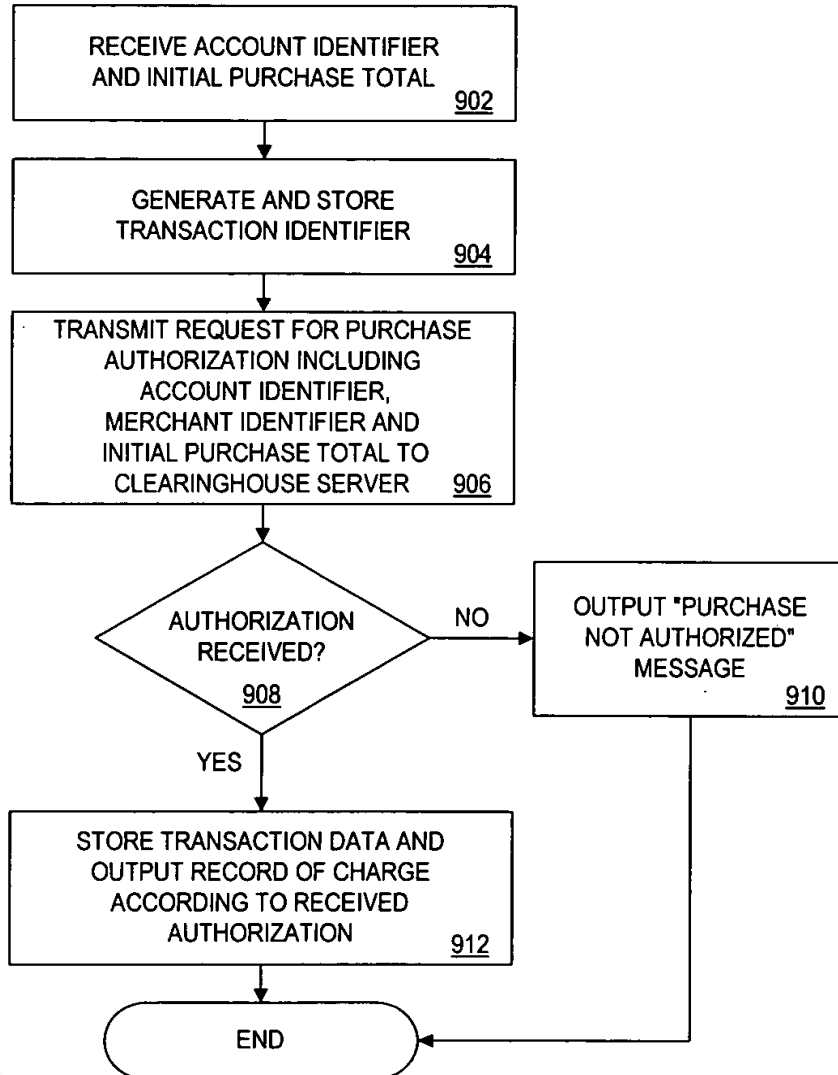 RECEIVE ACCOUNT IDENTIFIER
AND INITIAL PURCHASE TOTAL
902
GENERATE AND STORE
TRANSACTION IDENTIFIER
904
TRANSMIT REQUEST FOR PURCHASE
AUTHORIZATION INCLUDING
ACCOUNT IDENTIFIER,
MERCHANT IDENTIFIER AND
INITIAL PURCHASE TOTAL TO
CLEARINGHOUSE SERVER
906
AUTHORIZATION
RECEIVED?
908
NO
OUTPUT "PURCHASE
NOT AUTHORIZED"
MESSAGE
910
YES
STORE TRANSACTION DATA AND
OUTPUT RECORD OF CHARGE
ACCORDING TO RECEIVED
AUTHORIZATION
912
END